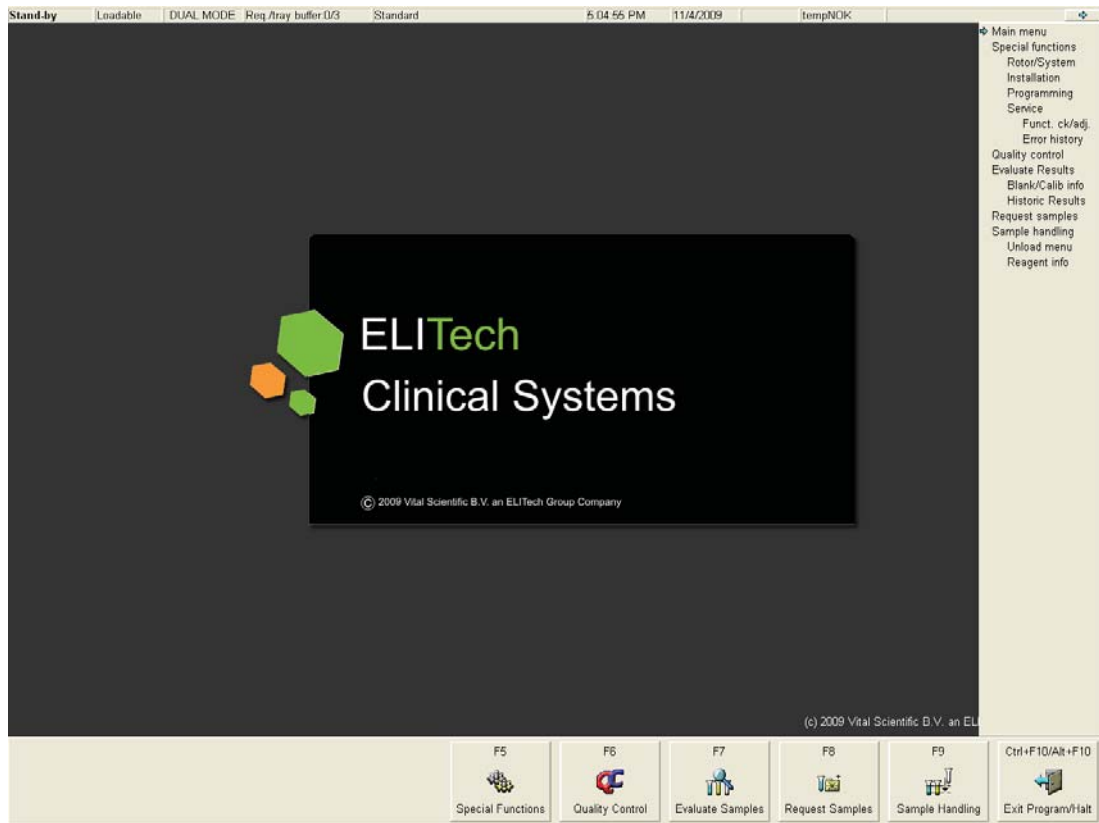 Stand-by Loadable DUAL MODE Req./tray buffer:0/3 Standard 5:04:55 PM 11/4/2009 tempNOK
Main menu
Special functions
Rotor/System
Installation
Programming
Service
Funct. ck/adj.
Error history
Quality control
Evaluate Results
Blank/Calib info
Historic Results
Request samples
Sample handling
Unload menu
Reagent info
ELITech
Clinical Systems
© 2009 Vital Scientific B.V. an ELITech Group Company
(c) 2009 Vital Scientific B.V. an ELI
F5 F6 F7 F8 F9 Ctrl+F10/Alt+F10
Special Functions Quality Control Evaluate Samples Request Samples Sample Handling Exit Program/Halt